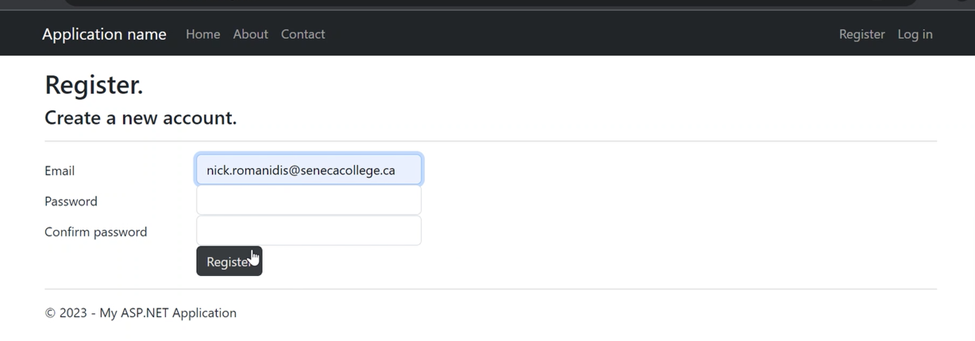 Application name Home About Contact Register Log in
Register.
Create a new account.
Email nick.romanidis@senecacollege.ca
Password
Confirm password
Register
© 2023 - My ASP.NET Application